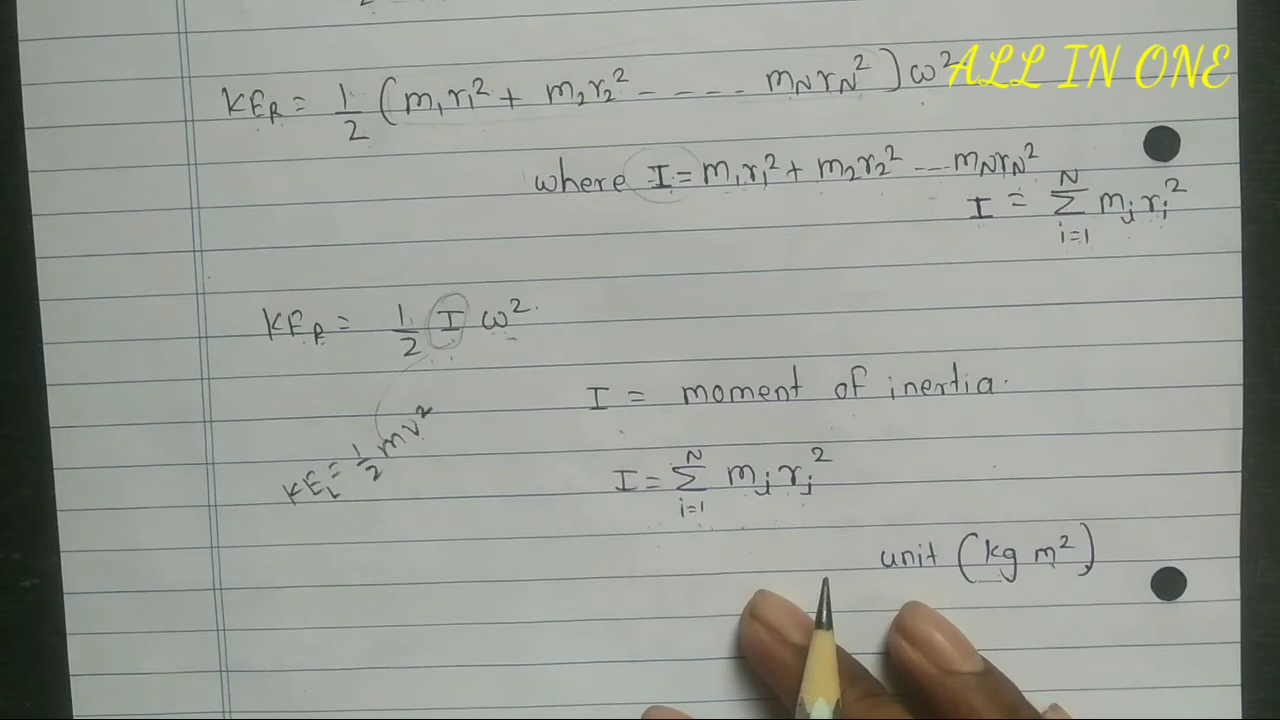 KE_R = 1/2 (m₁r₁² + m₂r₂² - - - - - m_N r_N²) ω²
ALL IN ONE
where I = m₁r₁² + m₂r₂² --- m_N r_N²
I = Σ_{i=1}^{N} m_i r_i²
KE_R = 1/2 I ω².
I = moment of inertia.
KE_L = 1/2 mv²
I = Σ_{i=1}^{N} m_i r_i²
unit (kg m²)